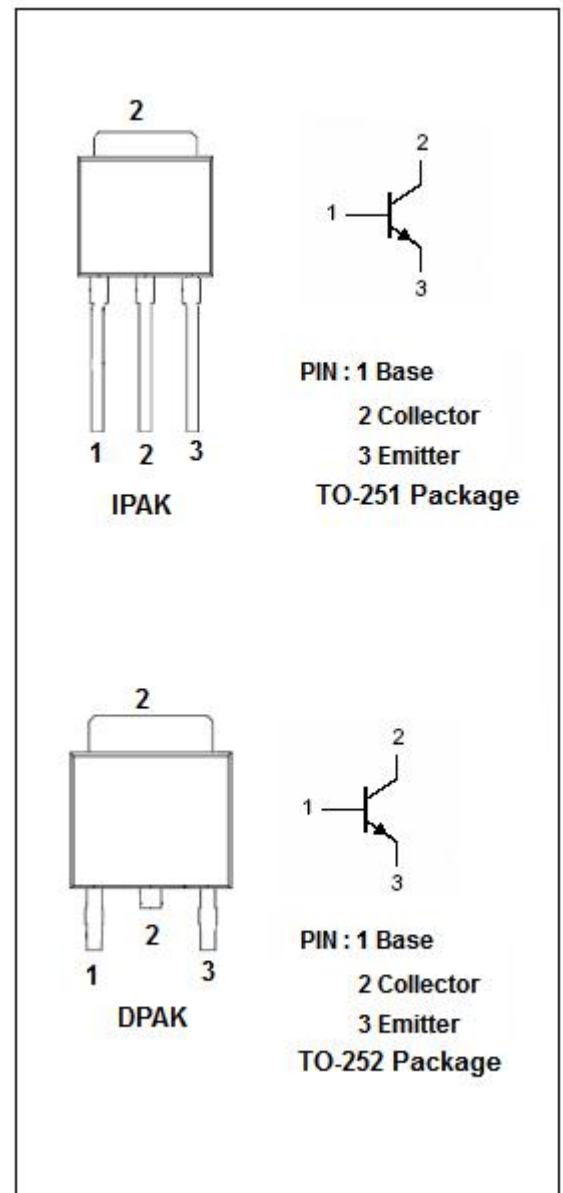 2
2
1
3
PIN : 1 Base
2 Collector
3 Emitter
1 2 3
IPAK
TO-251 Package
2
2
1
3
2
1 3
PIN : 1 Base
2 Collector
3 Emitter
DPAK
TO-252 Package